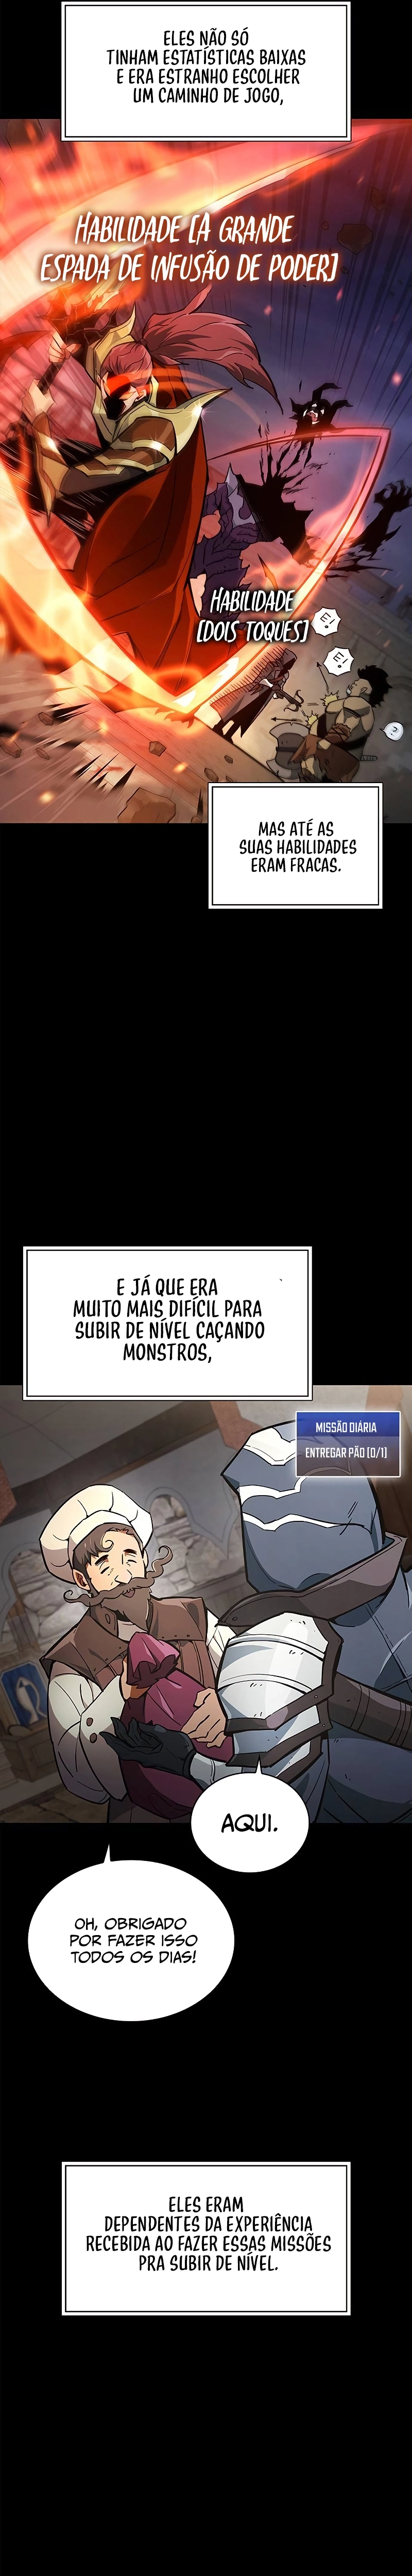 ELES NÃO SÓ
TINHAM ESTATÍSTICAS BAIXAS
E ERA ESTRANHO ESCOLHER
UM CAMINHO DE JOGO,
HABILIDADE [A GRANDE
ESPADA DE INFUSÃO DE PODER]
HABILIDADE
[DOIS TOQUES]
EI.
EI.
?
MAS ATÉ AS
SUAS HABILIDADES
ERAM FRACAS.
E JÁ QUE ERA
MUITO MAIS DIFÍCIL PARA
SUBIR DE NÍVEL CAÇANDO
MONSTROS,
MISSÃO DIÁRIA
ENTREGAR PÃO [0/1]
AQUI.
OH, OBRIGADO
POR FAZER ISSO
TODOS OS DIAS!
ELES ERAM
DEPENDENTES DA EXPERIÊNCIA
RECEBIDA AO FAZER ESSAS MISSÕES
PRA SUBIR DE NÍVEL.